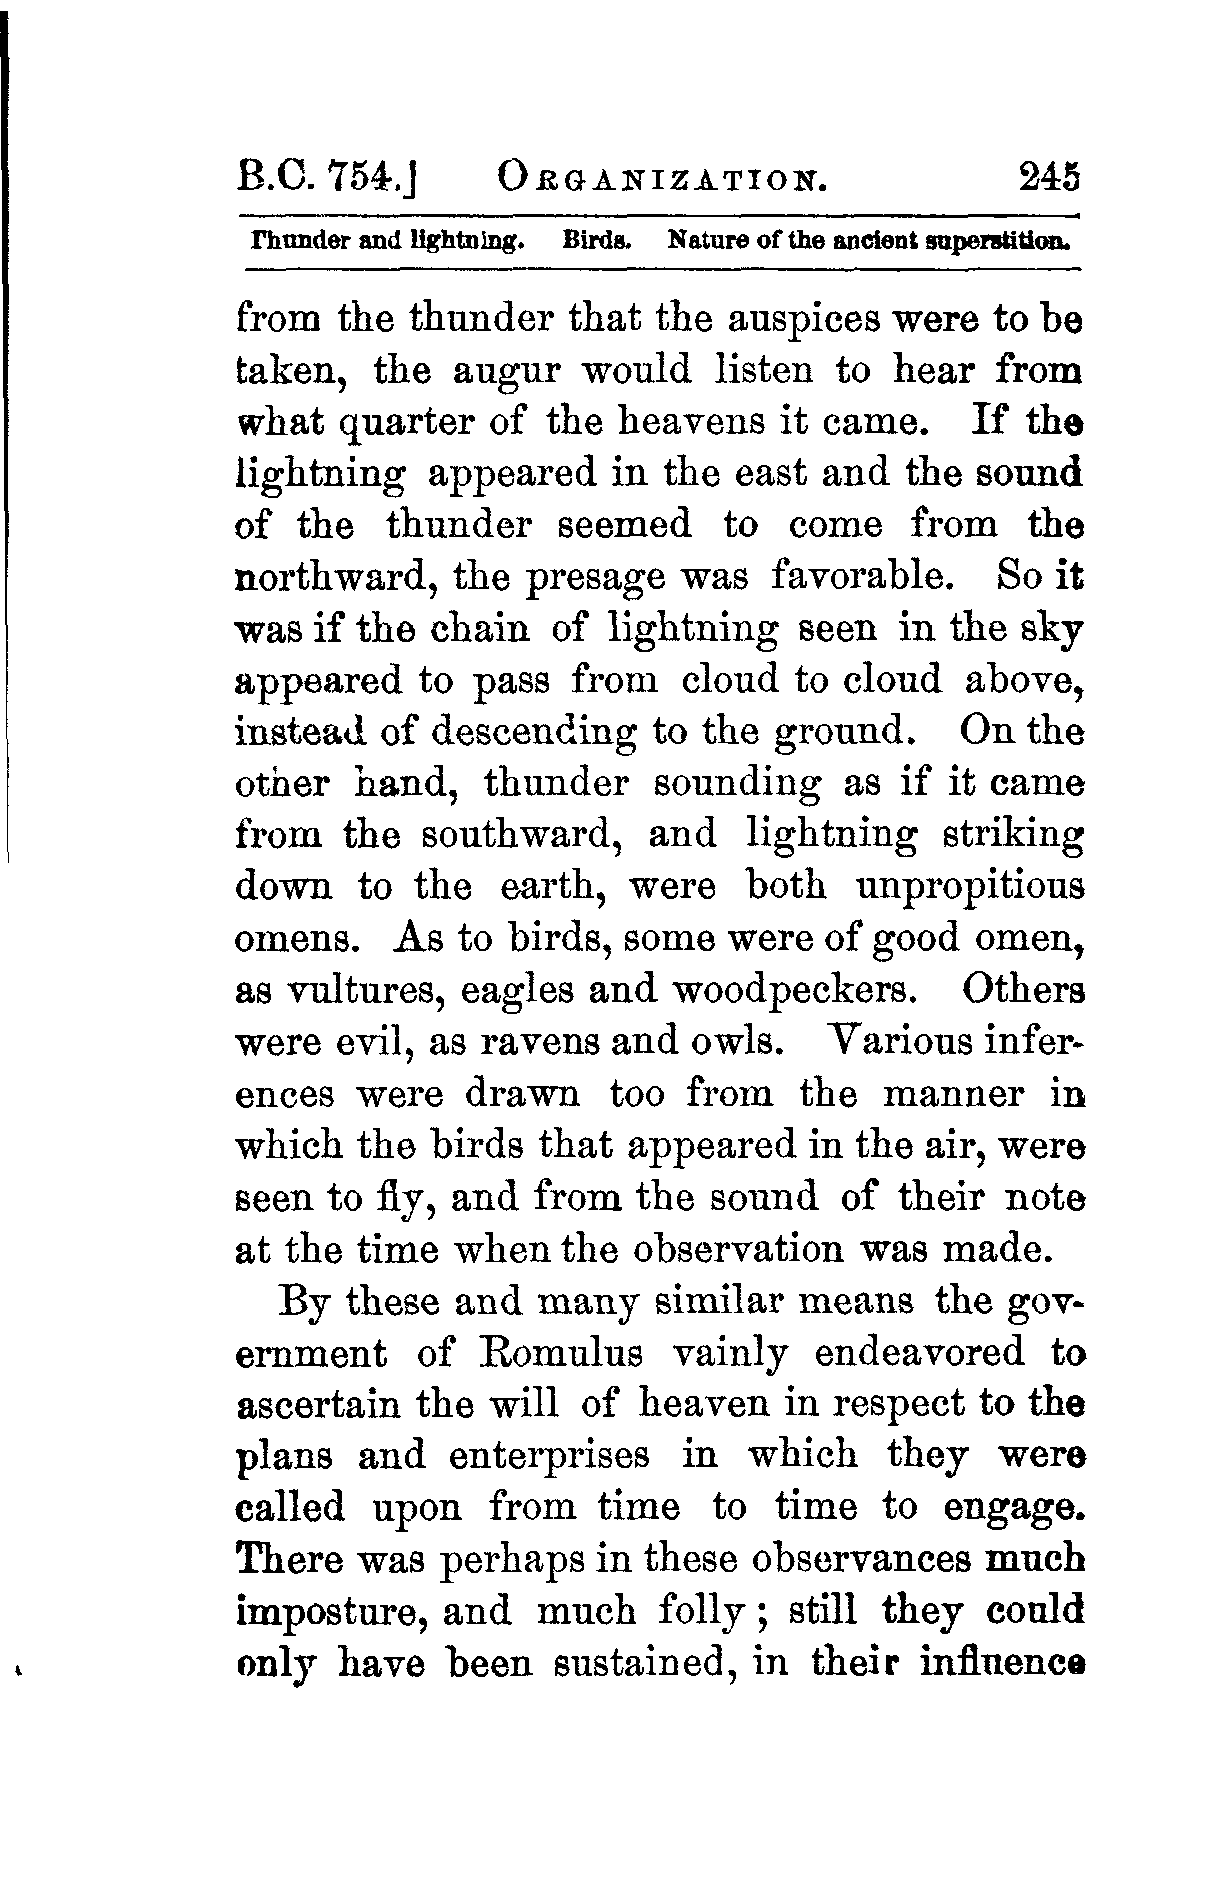 B.C. 754.] ORGANIZATION. 245
Thunder and lightning. Birds. Nature of the ancient superstition.
from the thunder that the auspices were to be
taken, the augur would listen to hear from
what quarter of the heavens it came. If the
lightning appeared in the east and the sound
of the thunder seemed to come from the
northward, the presage was favorable. So it
was if the chain of lightning seen in the sky
appeared to pass from cloud to cloud above,
instead of descending to the ground. On the
other hand, thunder sounding as if it came
from the southward, and lightning striking
down to the earth, were both unpropitious
omens. As to birds, some were of good omen,
as vultures, eagles and woodpeckers. Others
were evil, as ravens and owls. Various infer-
ences were drawn too from the manner in
which the birds that appeared in the air, were
seen to fly, and from the sound of their note
at the time when the observation was made.
By these and many similar means the gov-
ernment of Romulus vainly endeavored to
ascertain the will of heaven in respect to the
plans and enterprises in which they were
called upon from time to time to engage.
There was perhaps in these observances much
imposture, and much folly; still they could
only have been sustained, in their influence